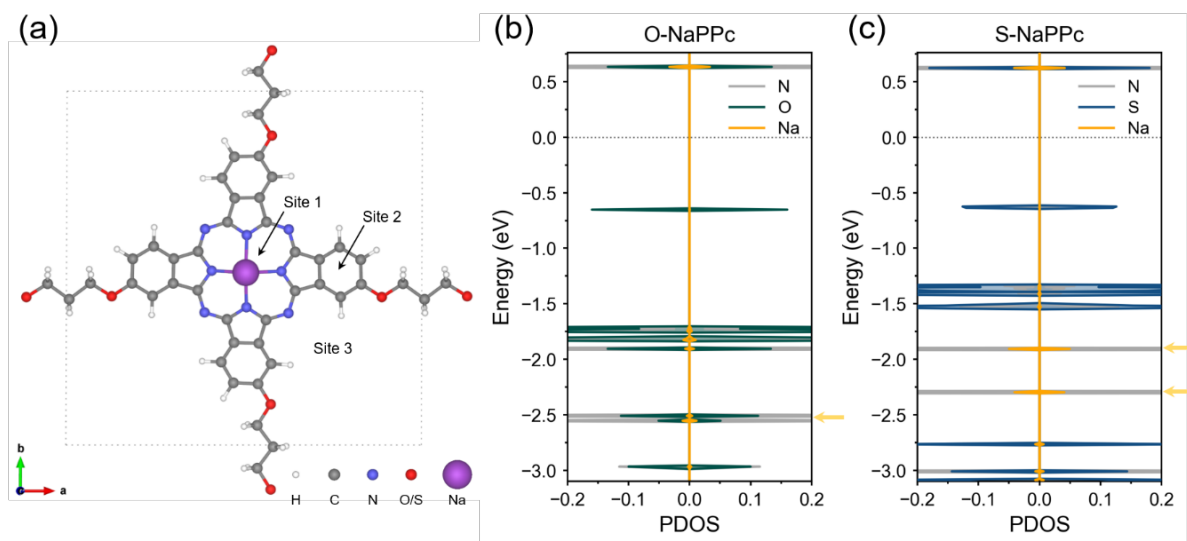 (a)
Site 1
Site 2
Site 3
b
a
H C N O/S Na
(b)
O-NaPPc
N
O
Na
Energy (eV)
0.5
0.0
−0.5
−1.0
−1.5
−2.0
−2.5
−3.0
−0.2 −0.1 0.0 0.1 0.2
PDOS
(c)
S-NaPPc
N
S
Na
Energy (eV)
0.5
0.0
−0.5
−1.0
−1.5
−2.0
−2.5
−3.0
−0.2 −0.1 0.0 0.1 0.2
PDOS